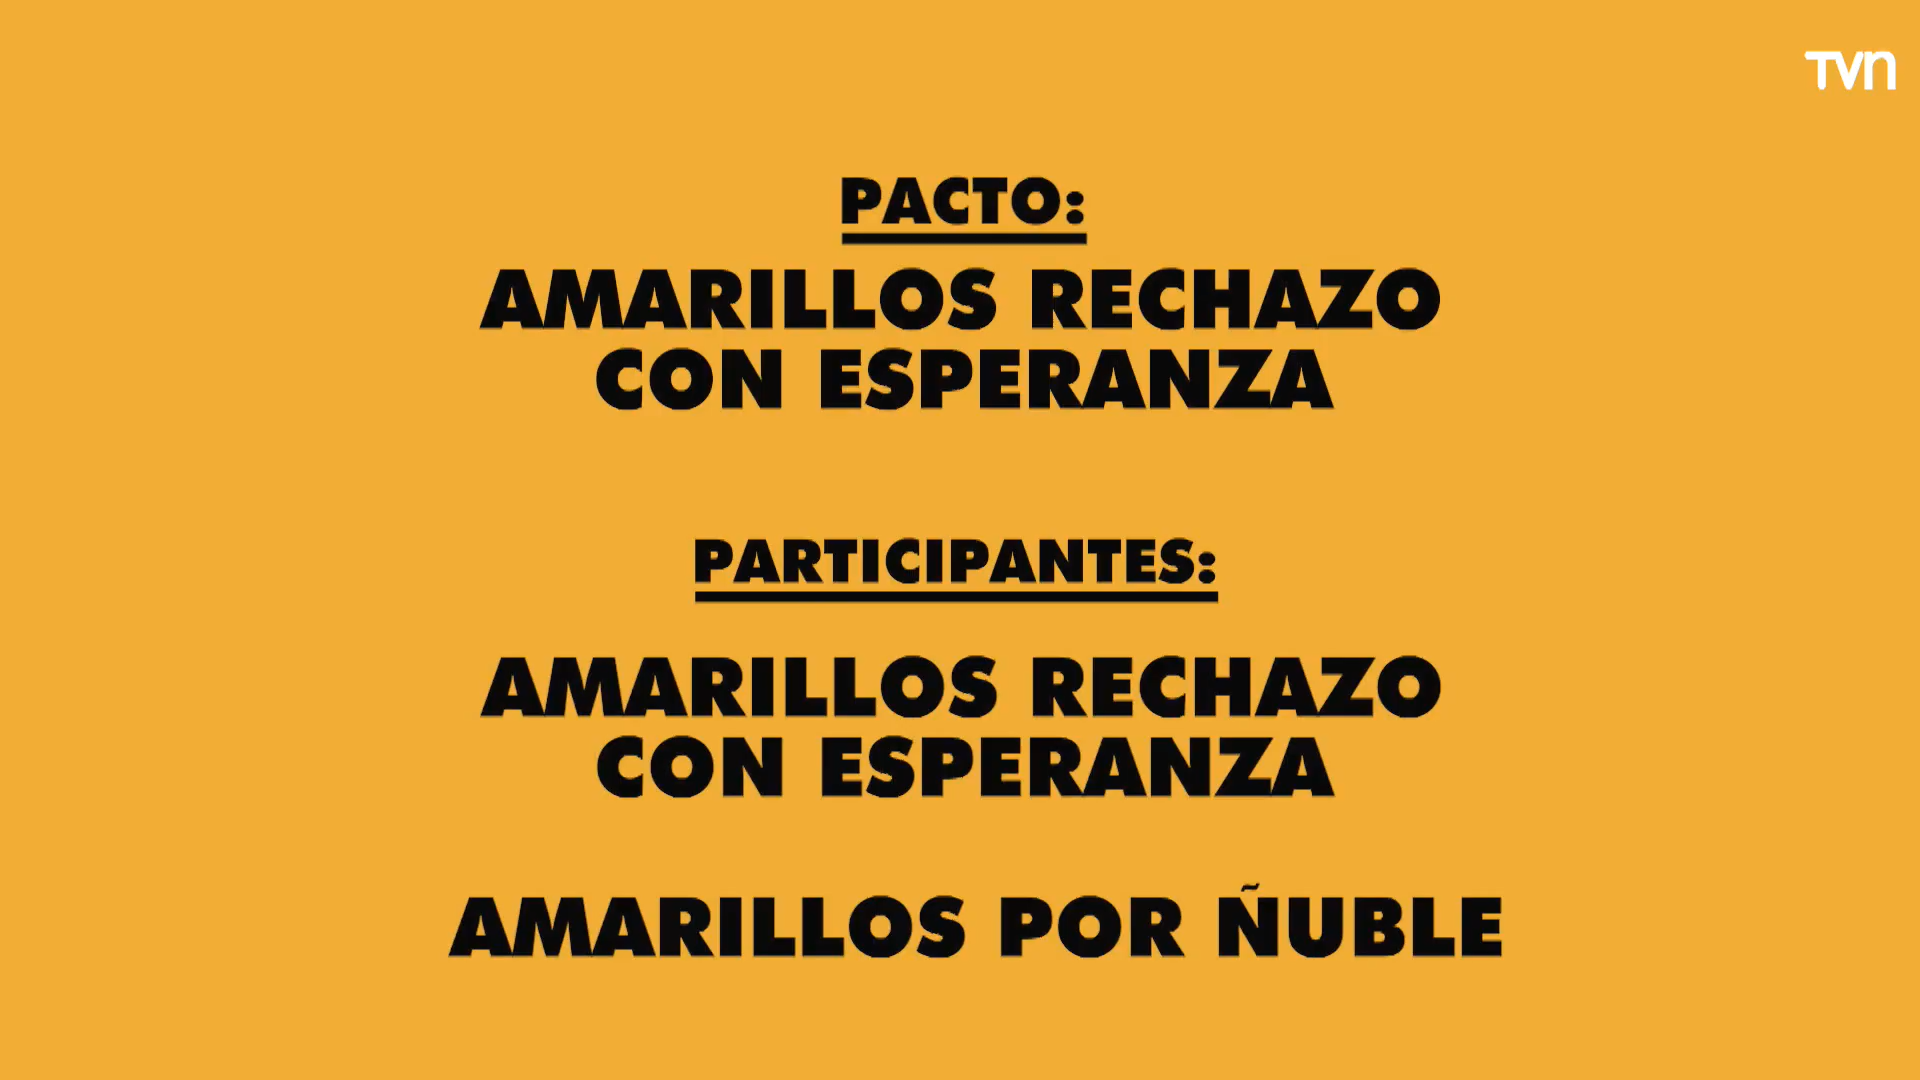 TVN
PACTO:
AMARILLOS RECHAZO
CON ESPERANZA
PARTICIPANTES:
AMARILLOS RECHAZO
CON ESPERANZA
AMARILLOS POR ÑUBLE